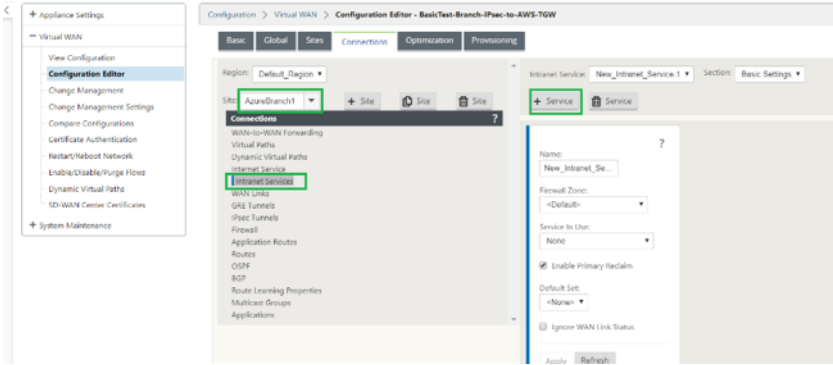 + Appliance Settings
− Virtual WAN
View Configuration
Configuration Editor
Change Management
Change Management Settings
Compare Configurations
Certificate Authentication
Restart/Reboot Network
Enable/Disable/Purge Flows
Dynamic Virtual Paths
SD-WAN Center Certificates
+ System Maintenance
Configuration > Virtual WAN > Configuration Editor - BasicTest-Branch-IPsec-to-AWS-TGW
Basic Global Sites Connections Optimization Provisioning
Region: Default_Region
Site: AzureBranch1 + Site Site Site
Connections ?
WAN-to-WAN Forwarding
Virtual Paths
Dynamic Virtual Paths
Internet Service
Intranet Services
WAN Links
GRE Tunnels
IPsec Tunnels
Firewall
Application Routes
Routes
OSPF
BGP
Route Learning Properties
Multicast Groups
Applications
Intranet Service: New_Intranet_Service 1 Section: Basic Settings
+ Service Service
?
Name:
New_Intranet_Se...
Firewall Zone:
<Default>
Service In Use:
None
Enable Primary Reclaim
Default Set:
<None>
Ignore WAN Link Status
Apply Refresh